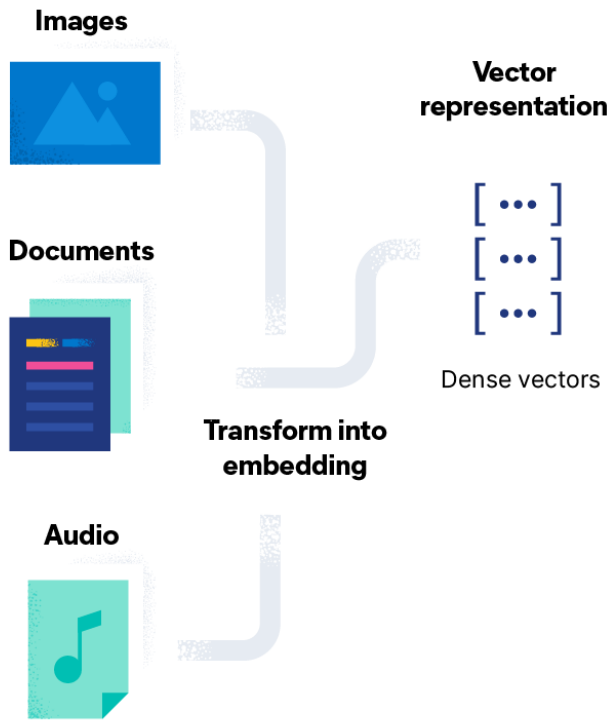 Images
Vector
representation
[ ••• ]
[ ••• ]
[ ••• ]
Documents
Dense vectors
Transform into
embedding
Audio